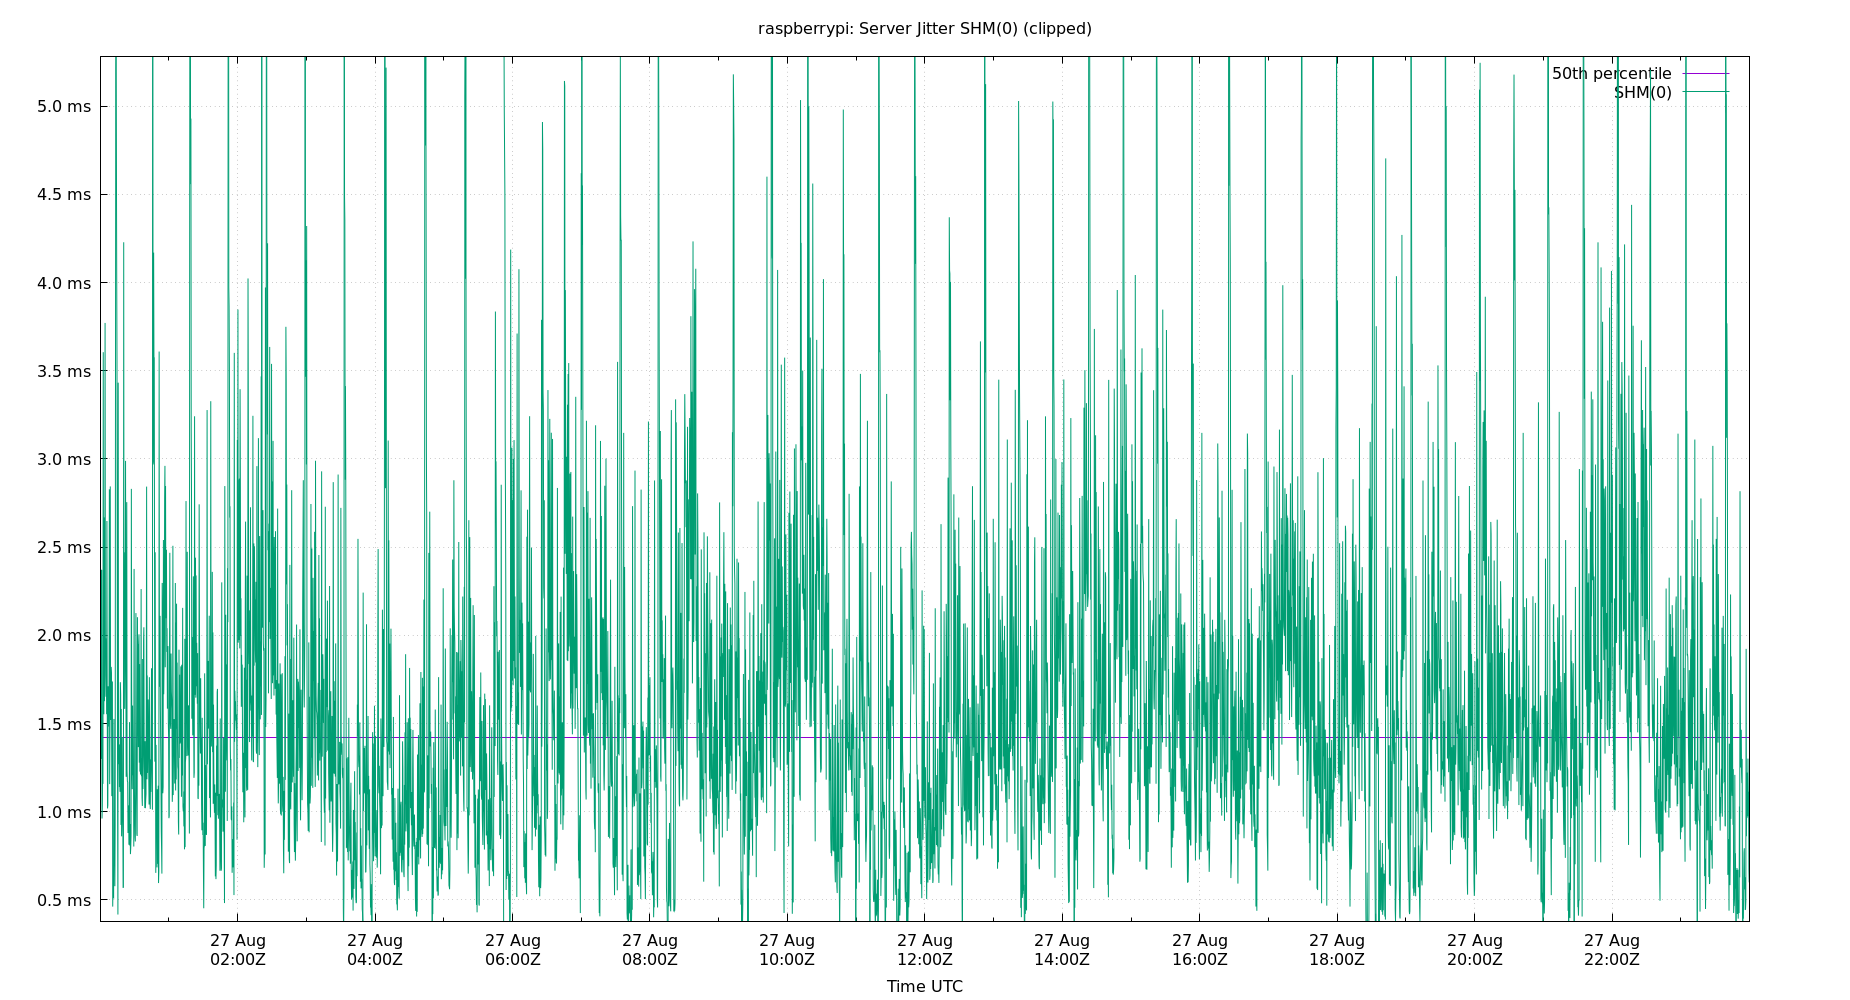 raspberrypi: Server Jitter SHM(0) (clipped)
50th percentile
SHM(0)
5.0 ms
4.5 ms
4.0 ms
3.5 ms
3.0 ms
2.5 ms
2.0 ms
1.5 ms
1.0 ms
0.5 ms
27 Aug 27 Aug 27 Aug 27 Aug 27 Aug 27 Aug 27 Aug 27 Aug 27 Aug 27 Aug 27 Aug
02:00Z 04:00Z 06:00Z 08:00Z 10:00Z 12:00Z 14:00Z 16:00Z 18:00Z 20:00Z 22:00Z
Time UTC